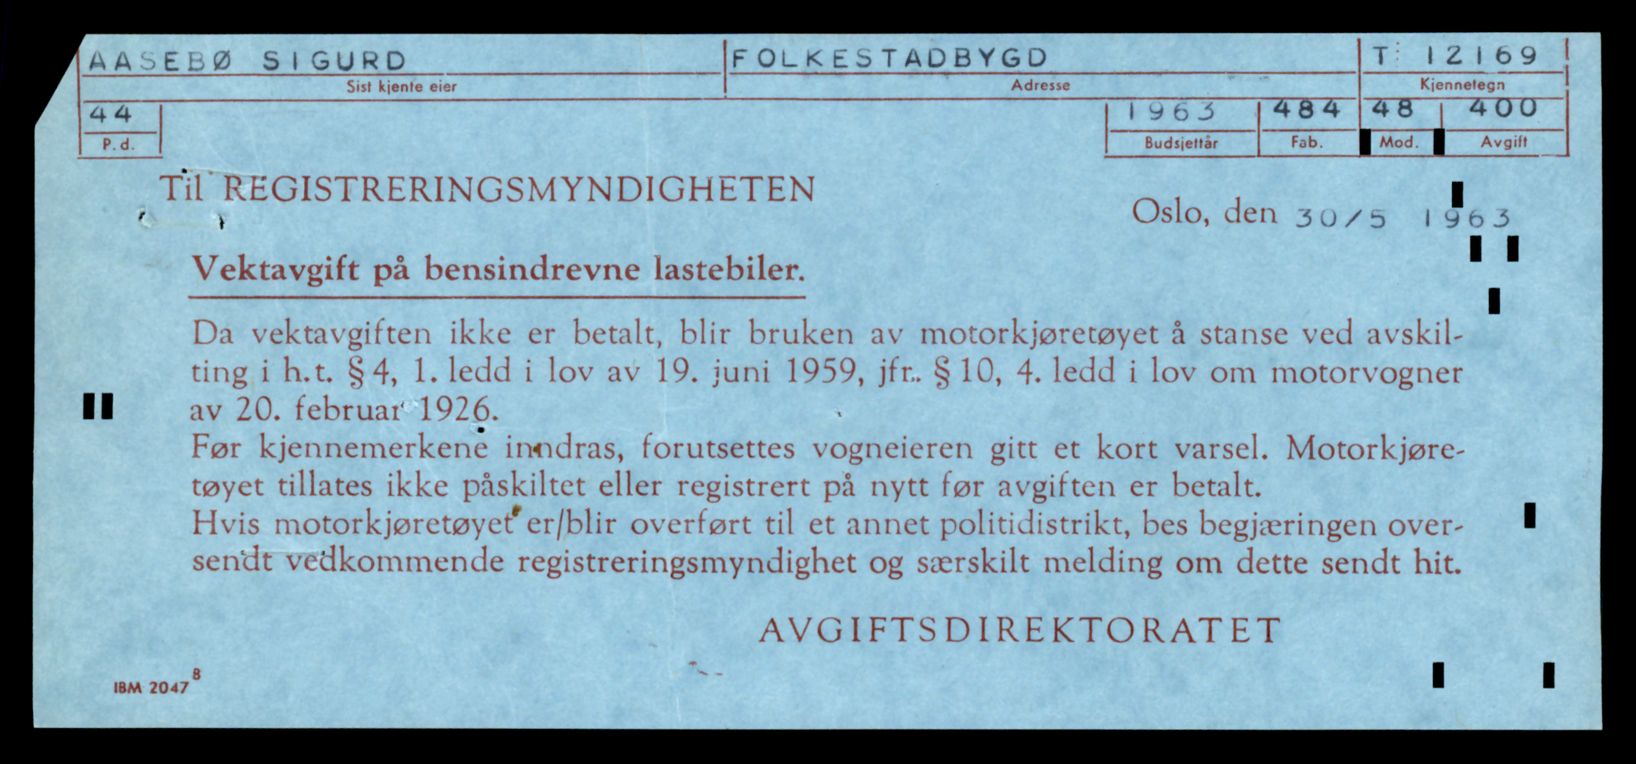 AASEBØ SIGURD FOLKESTADBYGD T 12169
Sist kjente eier Adresse Kjennetegn
44 1963 484 48 400
P.d. Budsjettår Fab. Mod. Avgift
Til REGISTRERINGSMYNDIGHETEN
Oslo, den 30/5 1963
Vektavgift på bensindrevne lastebiler.
Da vektavgiften ikke er betalt, blir bruken av motorkjøretøyet å stanse ved avskil-
ting i h.t. § 4, 1. ledd i lov av 19. juni 1959, jfr. § 10, 4. ledd i lov om motorvogner
av 20. februar 1926.
Før kjennemerkene inndras, forutsettes vogneieren gitt et kort varsel. Motorkjøre-
tøyet tillates ikke påskiltet eller registrert på nytt før avgiften er betalt.
Hvis motorkjøretøyet er/blir overført til et annet politidistrikt, bes begjæringen over-
sendt vedkommende registreringsmyndighet og særskilt melding om dette sendt hit.
AVGIFTSDIREKTORATET
IBM 2047 B